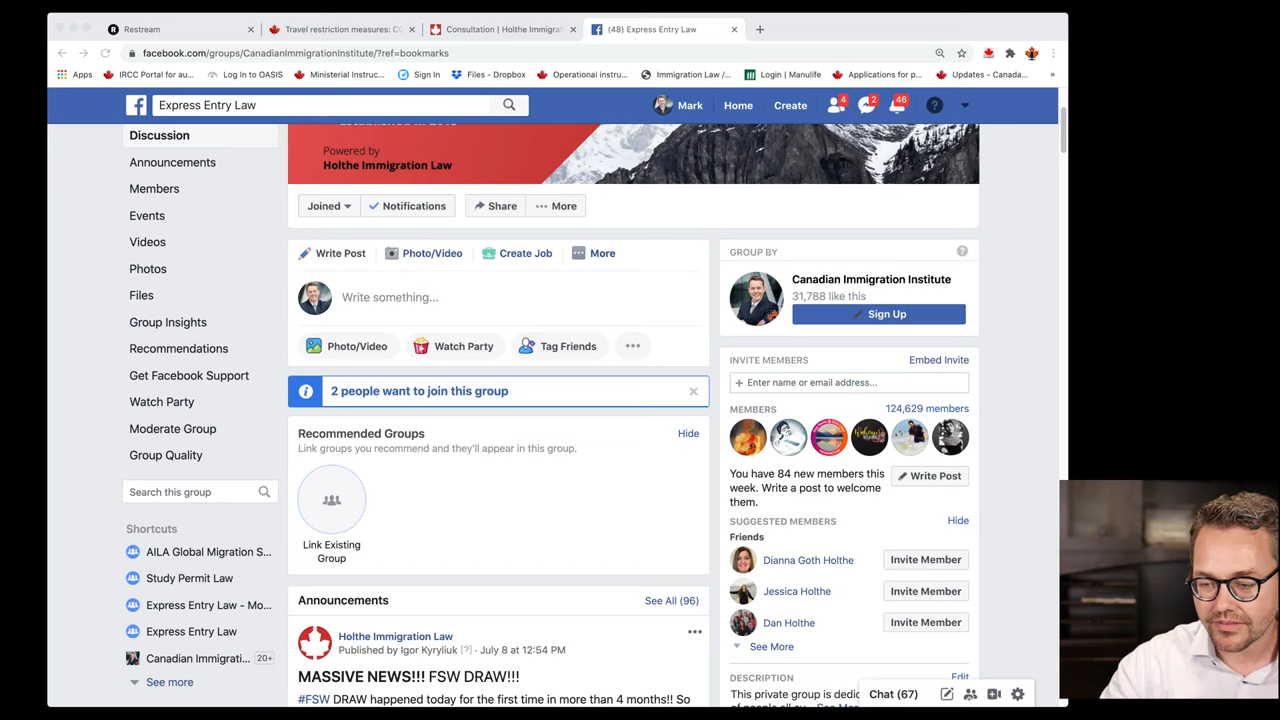 Restream
Travel restriction measures: CO
Consultation | Holthe Immigrat
(48) Express Entry Law
facebook.com/groups/CanadianImmigrationInstitute/?ref=bookmarks
Apps
IRCC Portal for au...
Log In to OASIS
Ministerial Instruc...
Sign In
Files - Dropbox
Operational instru...
Immigration Law /...
Login | Manulife
Applications for p...
Updates - Canada...
»
Express Entry Law
Mark
Home
Create
4
2
46
Powered by
Holthe Immigration Law
Discussion
Announcements
Members
Events
Videos
Photos
Files
Group Insights
Recommendations
Get Facebook Support
Watch Party
Moderate Group
Group Quality
Search this group
Shortcuts
AILA Global Migration S...
Study Permit Law
Express Entry Law - Mo...
Express Entry Law
Canadian Immigrati... 20+
See more
Joined
Notifications
Share
More
Write Post
Photo/Video
Create Job
More
Write something...
Photo/Video
Watch Party
Tag Friends
2 people want to join this group
Recommended Groups
Hide
Link groups you recommend and they'll appear in this group.
Link Existing
Group
Announcements
See All (96)
Holthe Immigration Law
Published by Igor Kyryliuk [?] · July 8 at 12:54 PM
MASSIVE NEWS!!! FSW DRAW!!!
#FSW DRAW happened today for the first time in more than 4 months!! So
GROUP BY
Canadian Immigration Institute
31,788 like this
Sign Up
INVITE MEMBERS
Embed Invite
Enter name or email address...
MEMBERS
124,629 members
You have 84 new members this
week. Write a post to welcome
them.
Write Post
SUGGESTED MEMBERS
Hide
Friends
Dianna Goth Holthe
Invite Member
Jessica Holthe
Invite Member
Dan Holthe
Invite Member
See More
DESCRIPTION
Edit
This private group is dedic
Chat (67)